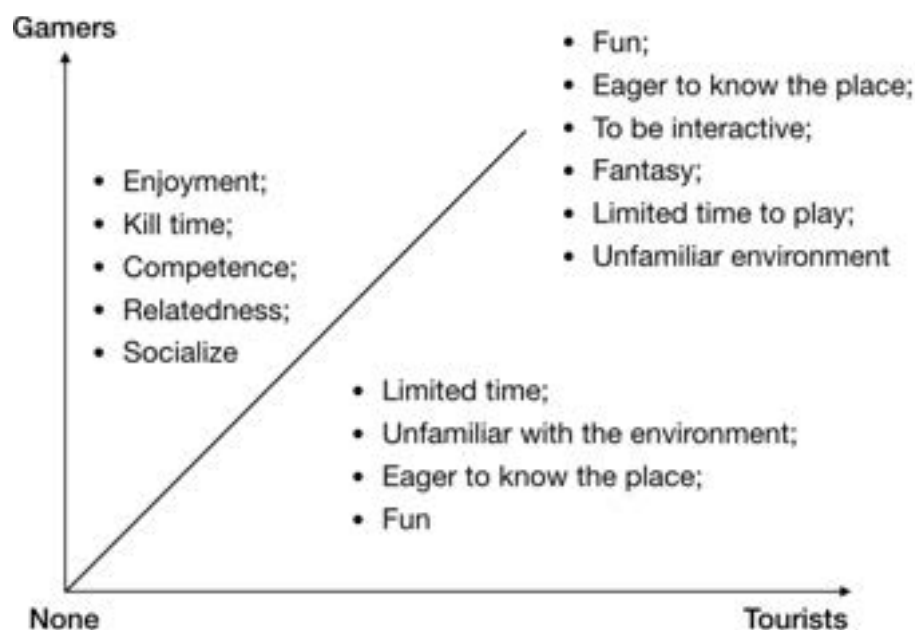 Gamers
• Fun;
• Eager to know the place;
• To be interactive;
• Fantasy;
• Limited time to play;
• Unfamiliar environment
• Enjoyment;
• Kill time;
• Competence;
• Relatedness;
• Socialize
• Limited time;
• Unfamiliar with the environment;
• Eager to know the place;
• Fun
None
Tourists